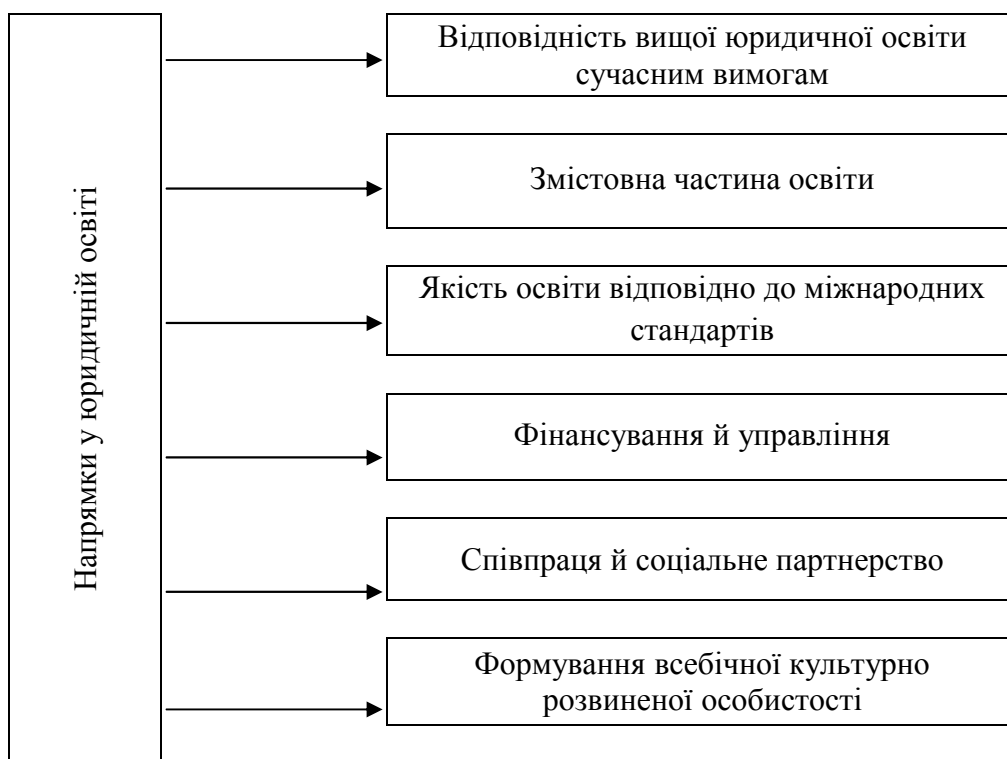 Напрямки у юридичній освіті
Відповідність вищої юридичної освіти
сучасним вимогам
Змістовна частина освіти
Якість освіти відповідно до міжнародних
стандартів
Фінансування й управління
Співпраця й соціальне партнерство
Формування всебічної культурно
розвиненої особистості